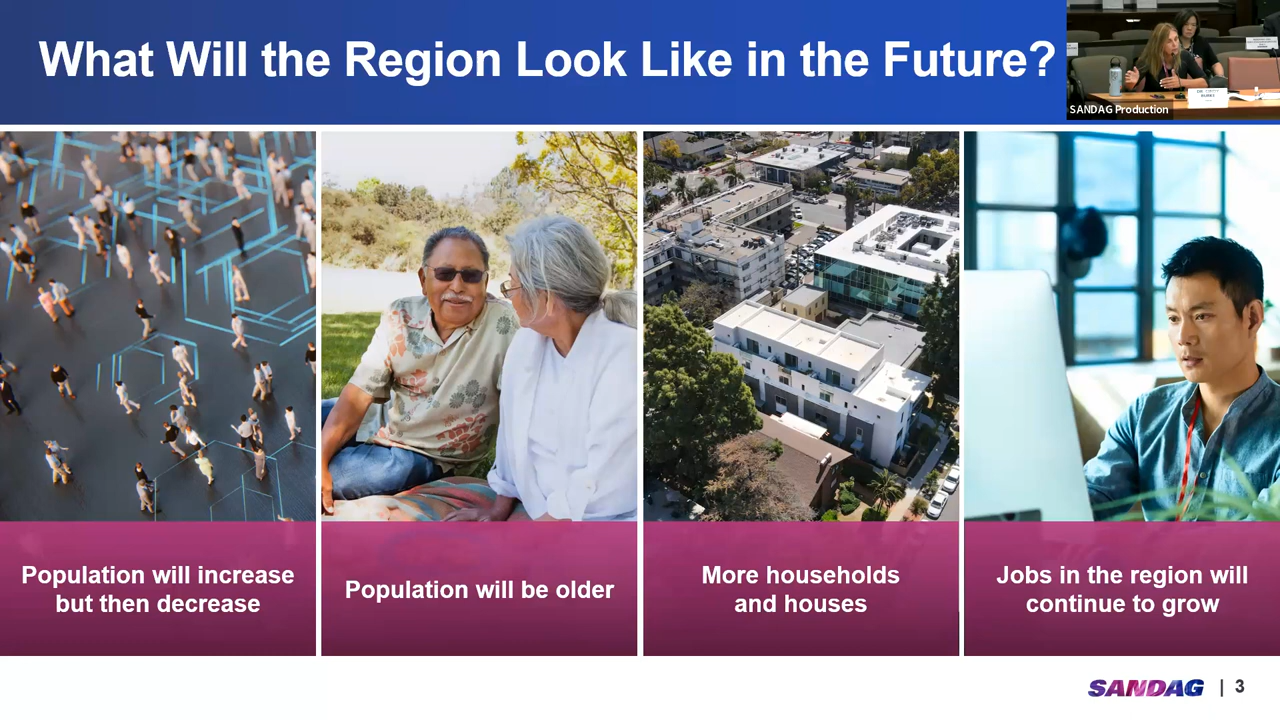 What Will the Region Look Like in the Future?
SANDAG Production
Population will increase
but then decrease
Population will be older
More households
and houses
Jobs in the region will
continue to grow
SANDAG | 3